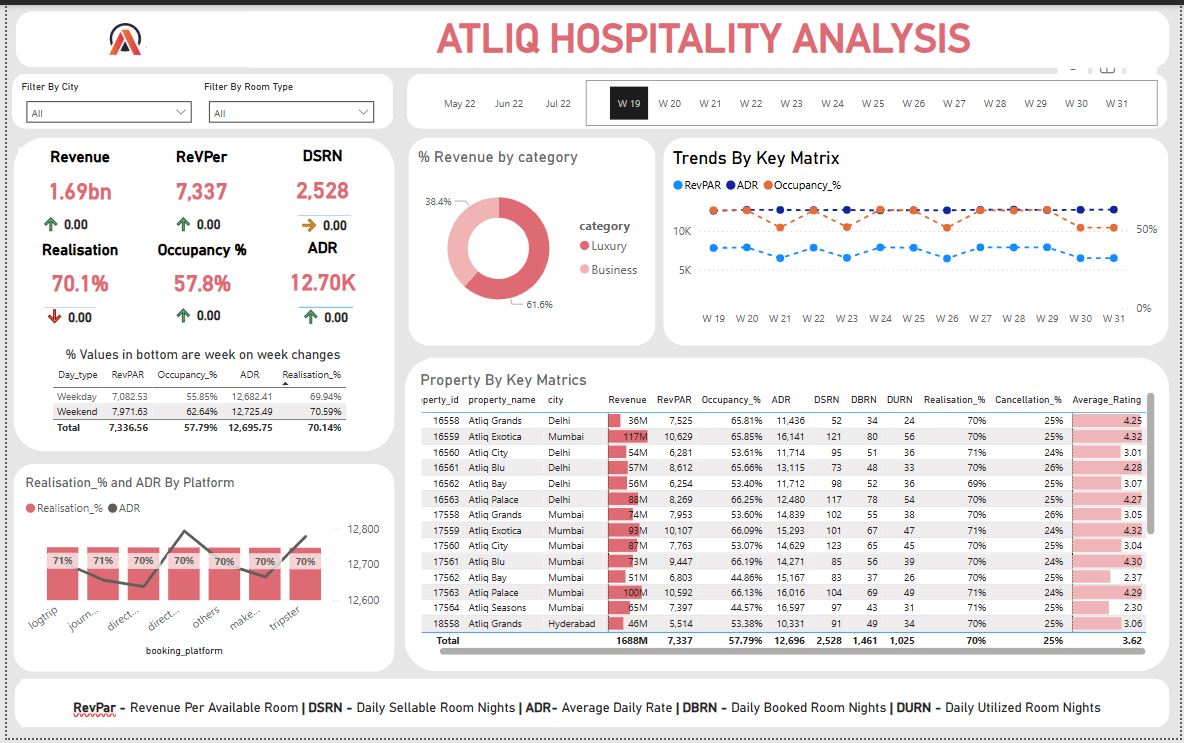 ATLIQ HOSPITALITY ANALYSIS
Filter By City
Filter By Room Type
All
All
May 22 Jun 22 Jul 22 W 19 W 20 W 21 W 22 W 23 W 24 W 25 W 26 W 27 W 28 W 29 W 30 W 31
Revenue ReVPer DSRN
1.69bn 7,337 2,528
0.00 0.00 0.00
Realisation Occupancy % ADR
70.1% 57.8% 12.70K
0.00 0.00 0.00
% Values in bottom are week on week changes
Day_type RevPAR Occupancy_% ADR Realisation_%
Weekday 7,082.53 55.85% 12,682.41 69.94%
Weekend 7,971.63 62.64% 12,725.49 70.59%
Total 7,336.56 57.79% 12,695.75 70.14%
% Revenue by category
38.4%
61.6%
category
Luxury
Business
Trends By Key Matrix
RevPAR ADR Occupancy_%
10K
5K
50%
0%
W 19 W 20 W 21 W 22 W 23 W 24 W 25 W 26 W 27 W 28 W 29 W 30 W 31
Realisation_% and ADR By Platform
Realisation_% ADR
12,800
12,700
12,600
71% 71% 70% 70% 70% 70% 70%
logtrip journ... direct... direct... others make... tripster
booking_platform
Property By Key Matrics
operty_id property_name city Revenue RevPAR Occupancy_% ADR DSRN DBRN DURN Realisation_% Cancellation_% Average_Rating
16558 Atliq Grands Delhi 36M 7,525 65.81% 11,436 52 34 24 70% 25% 4.25
16559 Atliq Exotica Mumbai 117M 10,629 65.85% 16,141 121 80 56 70% 25% 4.32
16560 Atliq City Delhi 54M 6,281 53.61% 11,714 95 51 36 71% 24% 3.01
16561 Atliq Blu Delhi 57M 8,612 65.66% 13,115 73 48 33 70% 26% 4.28
16562 Atliq Bay Delhi 56M 6,254 53.40% 11,712 98 52 36 69% 25% 3.07
16563 Atliq Palace Delhi 88M 8,269 66.25% 12,480 117 78 54 70% 25% 4.27
17558 Atliq Grands Mumbai 74M 7,953 53.60% 14,839 102 55 38 70% 26% 3.05
17559 Atliq Exotica Mumbai 93M 10,107 66.09% 15,293 101 67 47 71% 24% 4.32
17560 Atliq City Mumbai 87M 7,763 53.07% 14,629 123 65 45 70% 25% 3.04
17561 Atliq Blu Mumbai 73M 9,447 66.19% 14,271 85 56 39 70% 24% 4.30
17562 Atliq Bay Mumbai 51M 6,803 44.86% 15,167 83 37 26 70% 25% 2.37
17563 Atliq Palace Mumbai 100M 10,592 66.13% 16,016 104 69 49 71% 24% 4.29
17564 Atliq Seasons Mumbai 65M 7,397 44.57% 16,597 97 43 31 71% 25% 2.30
18558 Atliq Grands Hyderabad 46M 5,514 53.38% 10,331 91 49 34 70% 25% 3.06
Total 1688M 7,337 57.79% 12,696 2,528 1,461 1,025 70% 25% 3.62
RevPar - Revenue Per Available Room | DSRN - Daily Sellable Room Nights | ADR- Average Daily Rate | DBRN - Daily Booked Room Nights | DURN - Daily Utilized Room Nights